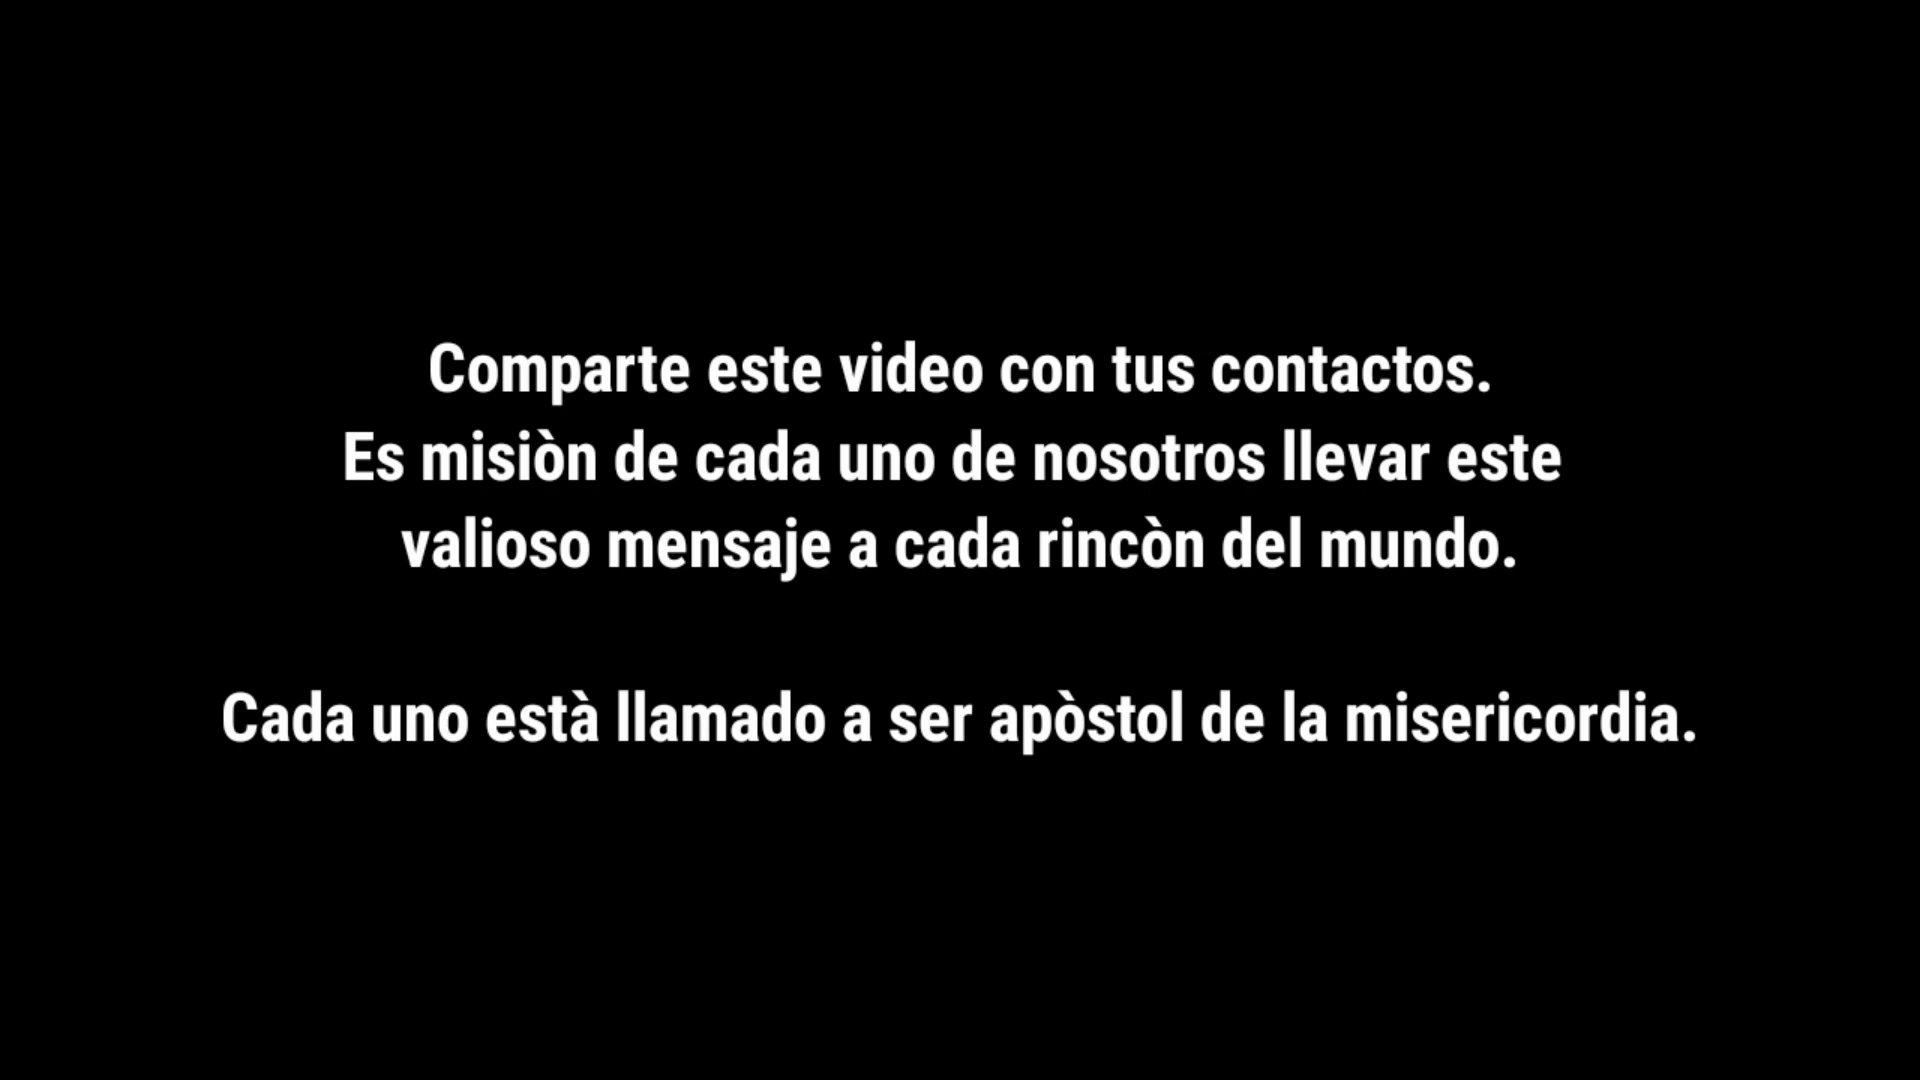 Comparte este video con tus contactos.
Es misiòn de cada uno de nosotros llevar este
valioso mensaje a cada rincòn del mundo.
Cada uno està llamado a ser apòstol de la misericordia.